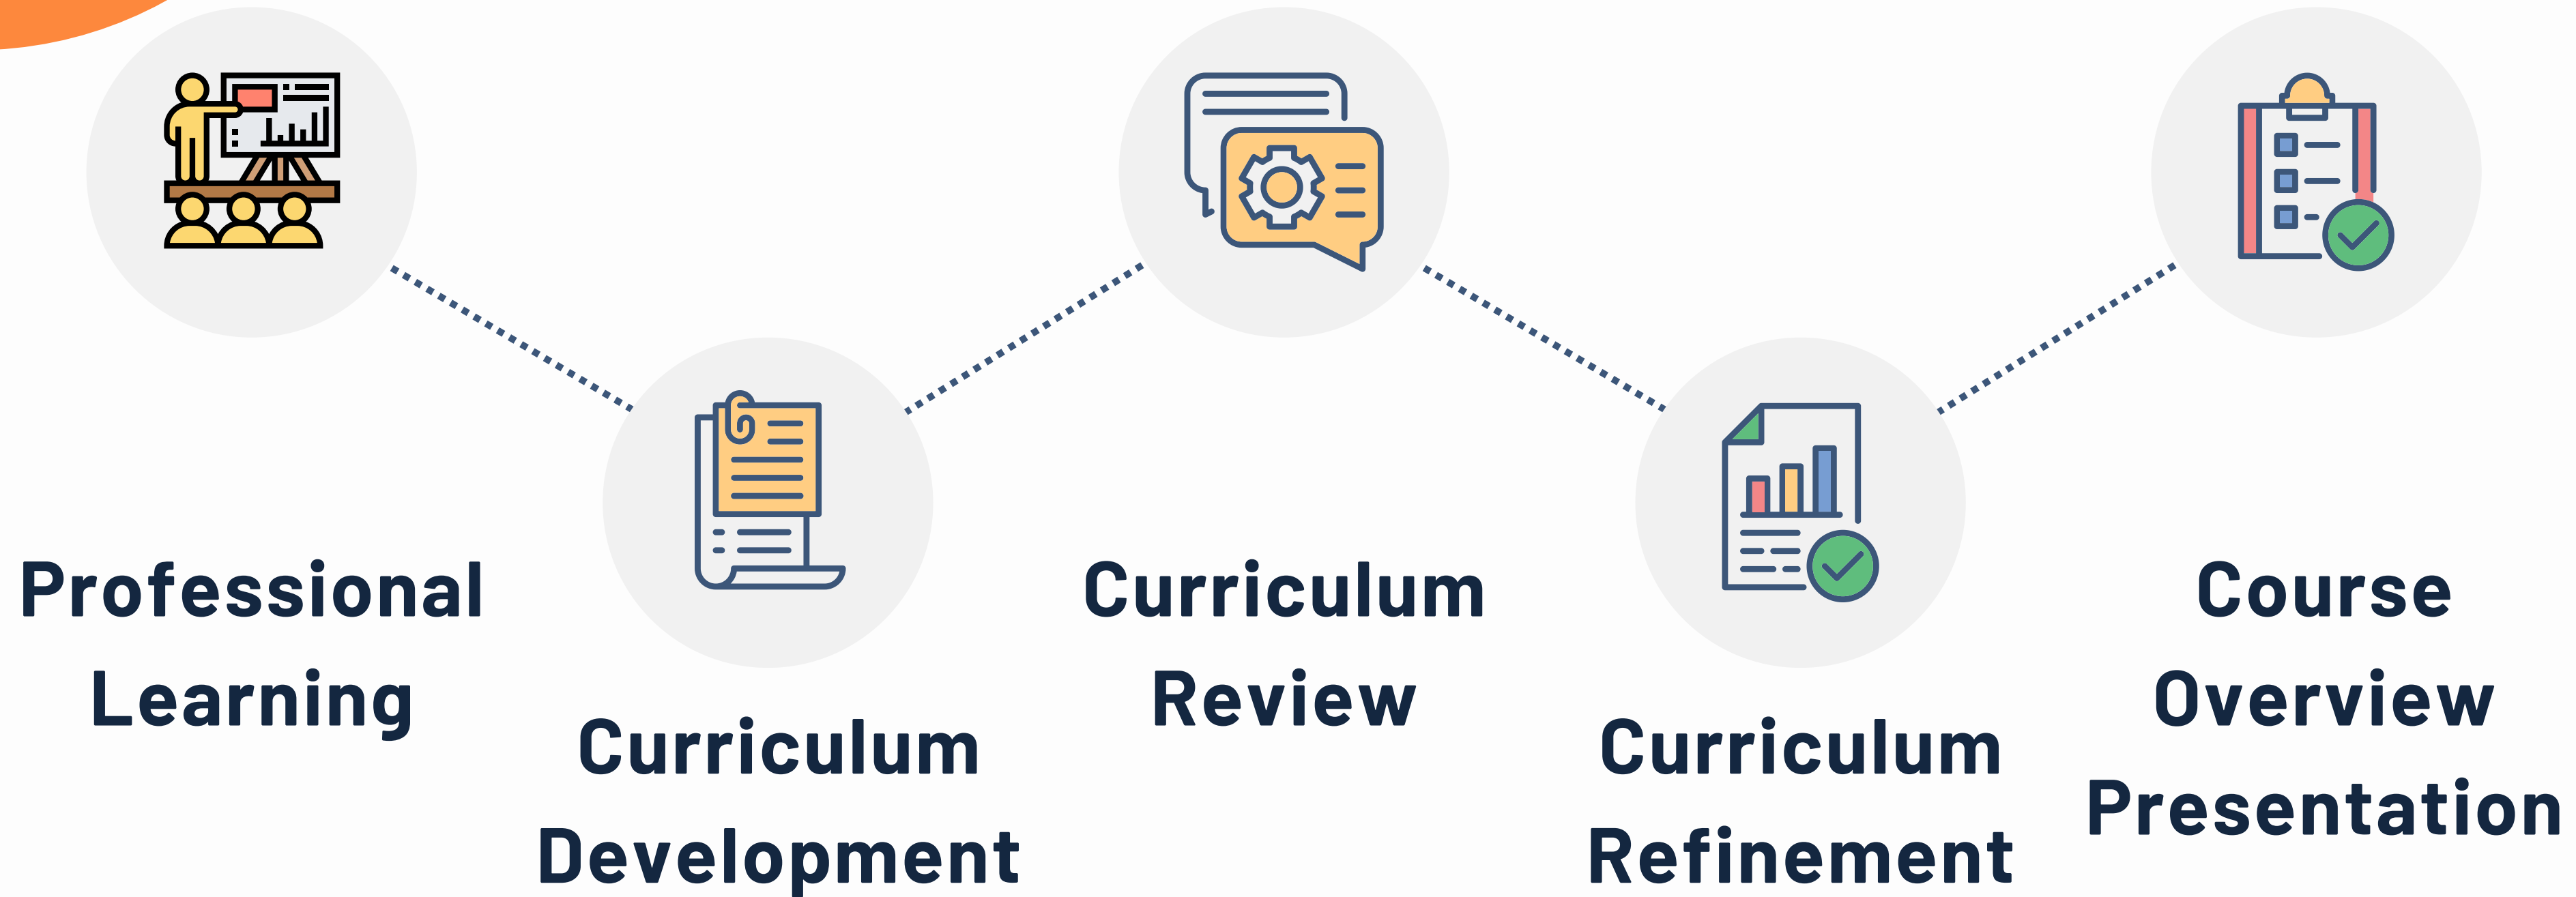 Professional
Learning
Curriculum
Development
Curriculum
Review
Curriculum
Refinement
Course
Overview
Presentation